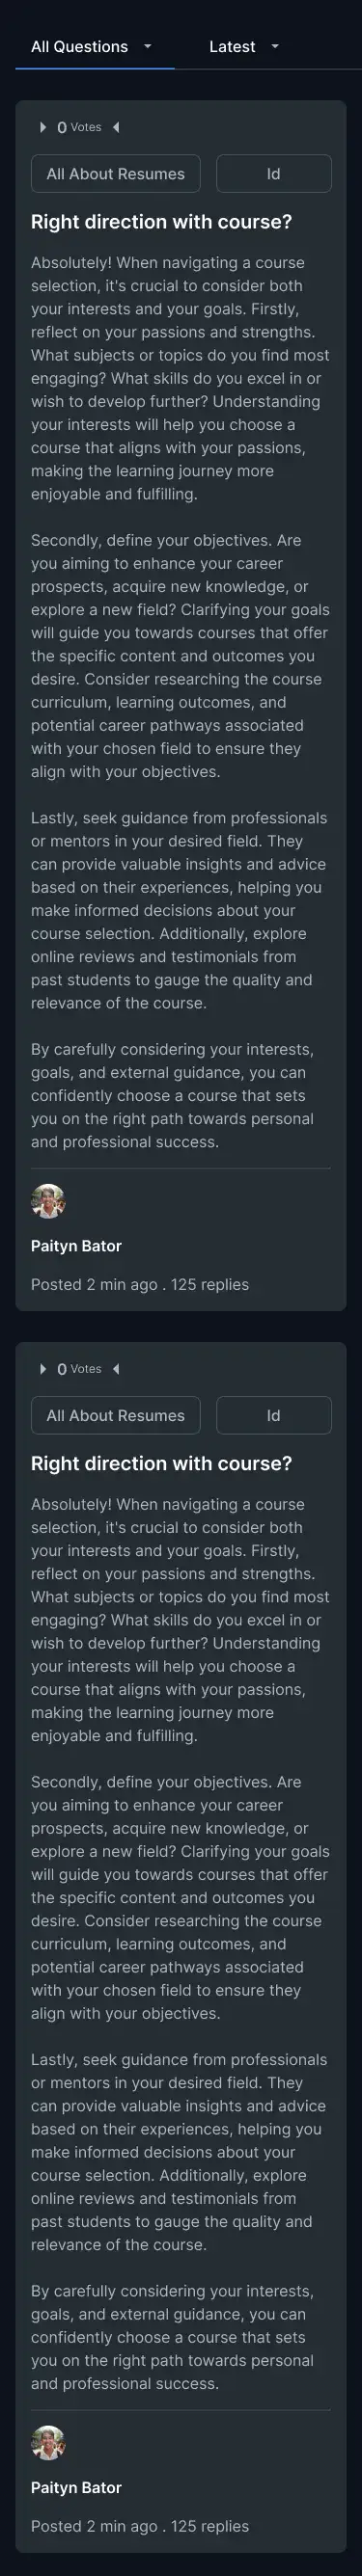 All Questions
Latest
0 Votes
All About Resumes
Id
Right direction with course?
Absolutely! When navigating a course
selection, it's crucial to consider both
your interests and your goals. Firstly,
reflect on your passions and strengths.
What subjects or topics do you find most
engaging? What skills do you excel in or
wish to develop further? Understanding
your interests will help you choose a
course that aligns with your passions,
making the learning journey more
enjoyable and fulfilling.
Secondly, define your objectives. Are
you aiming to enhance your career
prospects, acquire new knowledge, or
explore a new field? Clarifying your goals
will guide you towards courses that offer
the specific content and outcomes you
desire. Consider researching the course
curriculum, learning outcomes, and
potential career pathways associated
with your chosen field to ensure they
align with your objectives.
Lastly, seek guidance from professionals
or mentors in your desired field. They
can provide valuable insights and advice
based on their experiences, helping you
make informed decisions about your
course selection. Additionally, explore
online reviews and testimonials from
past students to gauge the quality and
relevance of the course.
By carefully considering your interests,
goals, and external guidance, you can
confidently choose a course that sets
you on the right path towards personal
and professional success.
Paityn Bator
Posted 2 min ago . 125 replies
0 Votes
All About Resumes
Id
Right direction with course?
Absolutely! When navigating a course
selection, it's crucial to consider both
your interests and your goals. Firstly,
reflect on your passions and strengths.
What subjects or topics do you find most
engaging? What skills do you excel in or
wish to develop further? Understanding
your interests will help you choose a
course that aligns with your passions,
making the learning journey more
enjoyable and fulfilling.
Secondly, define your objectives. Are
you aiming to enhance your career
prospects, acquire new knowledge, or
explore a new field? Clarifying your goals
will guide you towards courses that offer
the specific content and outcomes you
desire. Consider researching the course
curriculum, learning outcomes, and
potential career pathways associated
with your chosen field to ensure they
align with your objectives.
Lastly, seek guidance from professionals
or mentors in your desired field. They
can provide valuable insights and advice
based on their experiences, helping you
make informed decisions about your
course selection. Additionally, explore
online reviews and testimonials from
past students to gauge the quality and
relevance of the course.
By carefully considering your interests,
goals, and external guidance, you can
confidently choose a course that sets
you on the right path towards personal
and professional success.
Paityn Bator
Posted 2 min ago . 125 replies